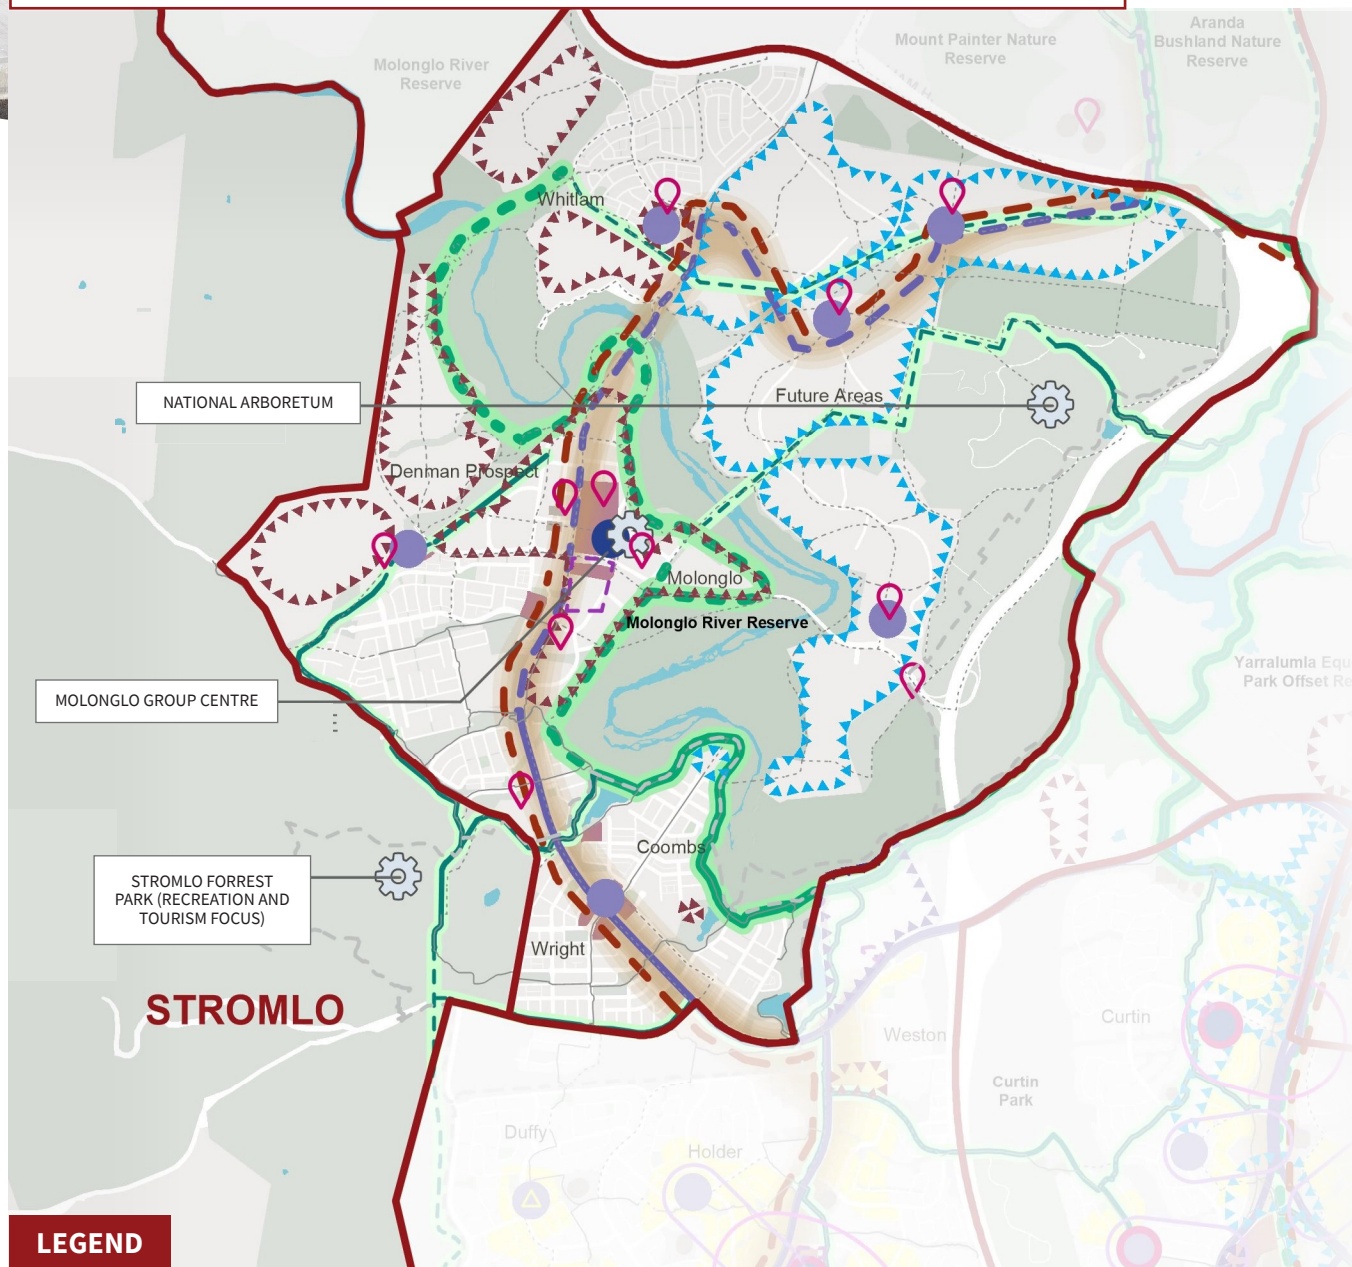 Aranda
Bushland Nature
Reserve
Mount Painter Nature
Reserve
Molonglo River
Reserve
Whitlam
NATIONAL ARBORETUM
Future Areas
Denman Prospect
Molonglo
Molonglo River Reserve
Yarralumla Equ
Park Offset Re
MOLONGLO GROUP CENTRE
Coombs
STROMLO FORREST
PARK (RECREATION AND
TOURISM FOCUS)
Wright
STROMLO
Weston
Curtin
Curtin
Park
Duffy
Holder
LEGEND